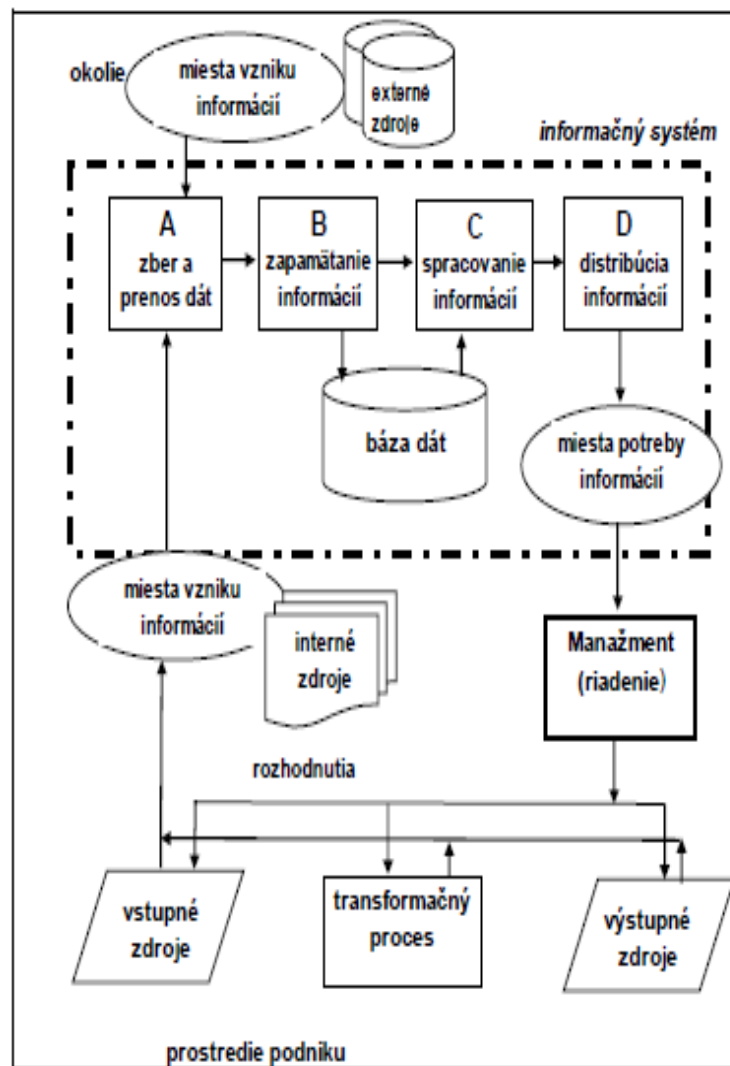 okolie
miesta vzniku
informácií
externé
zdroje
informačný systém
A
zber a
prenos dát
B
zapamätanie
informácií
C
spracovanie
informácií
D
distribúcia
informácií
báza dát
miesta potreby
informácií
miesta vzniku
informácií
interné
zdroje
Manažment
(riadenie)
rozhodnutia
vstupné
zdroje
transformačný
proces
výstupné
zdroje
prostredie podniku